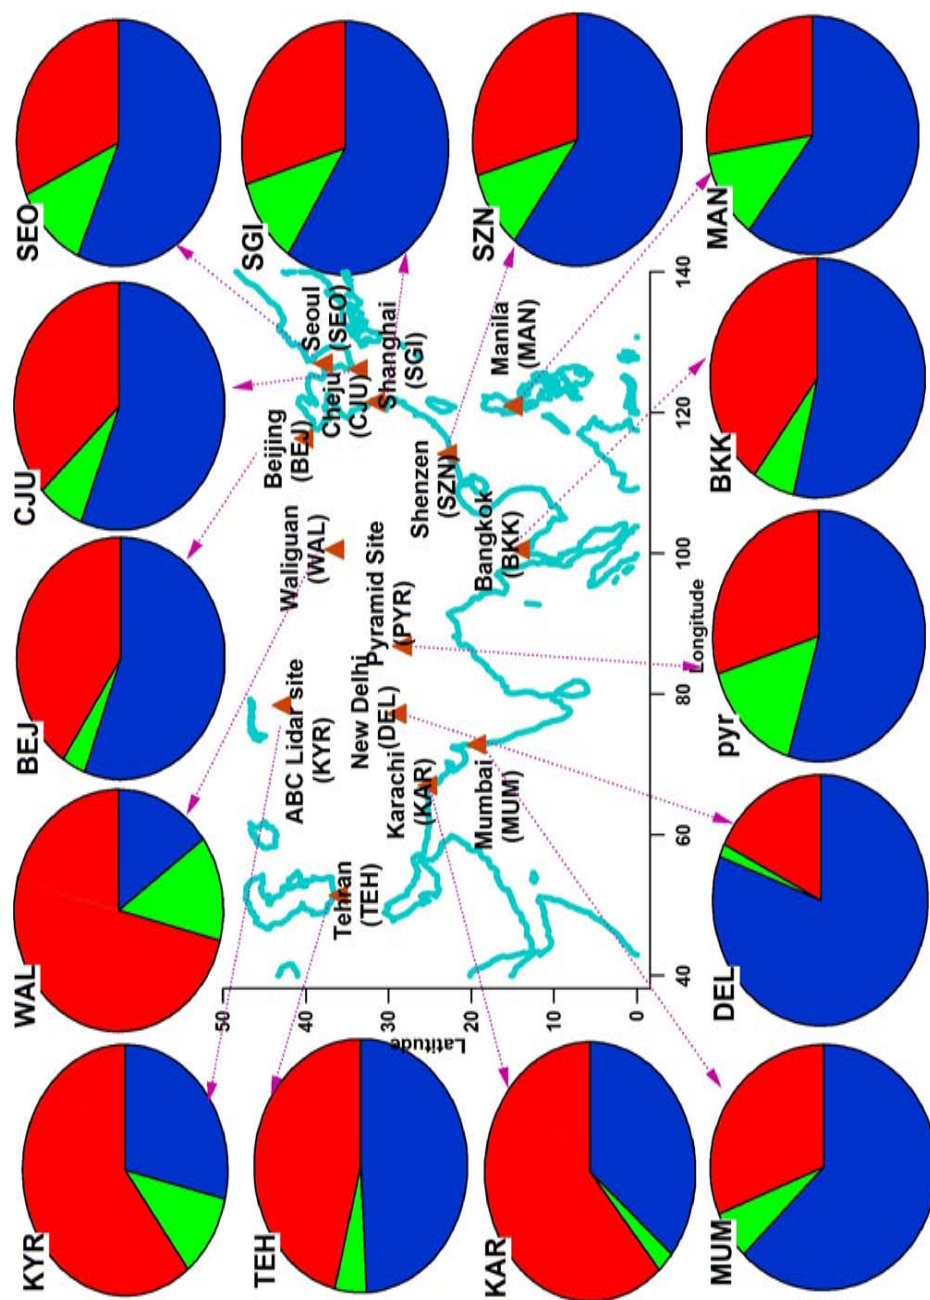 KYR
WAL
BEJ
CJU
SEO
TEH
SGI
KAR
SZN
MUM
DEL
pyr
BKK
MAN
50
40
30
20
10
0
Latitude
40
60
80
100
120
140
Longitude
Tehran
(TEH)
ABC Lidar site
(KYR)
Waliguan
(WAL)
Beijing
(BEJ)
Seoul
(SEO)
Cheju
(CJU)
Shanghai
(SGI)
Karachi
(KAR)
New Delhi
(DEL)
Pyramid Site
(PYR)
Mumbai
(MUM)
Shenzen
(SZN)
Bangkok
(BKK)
Manila
(MAN)